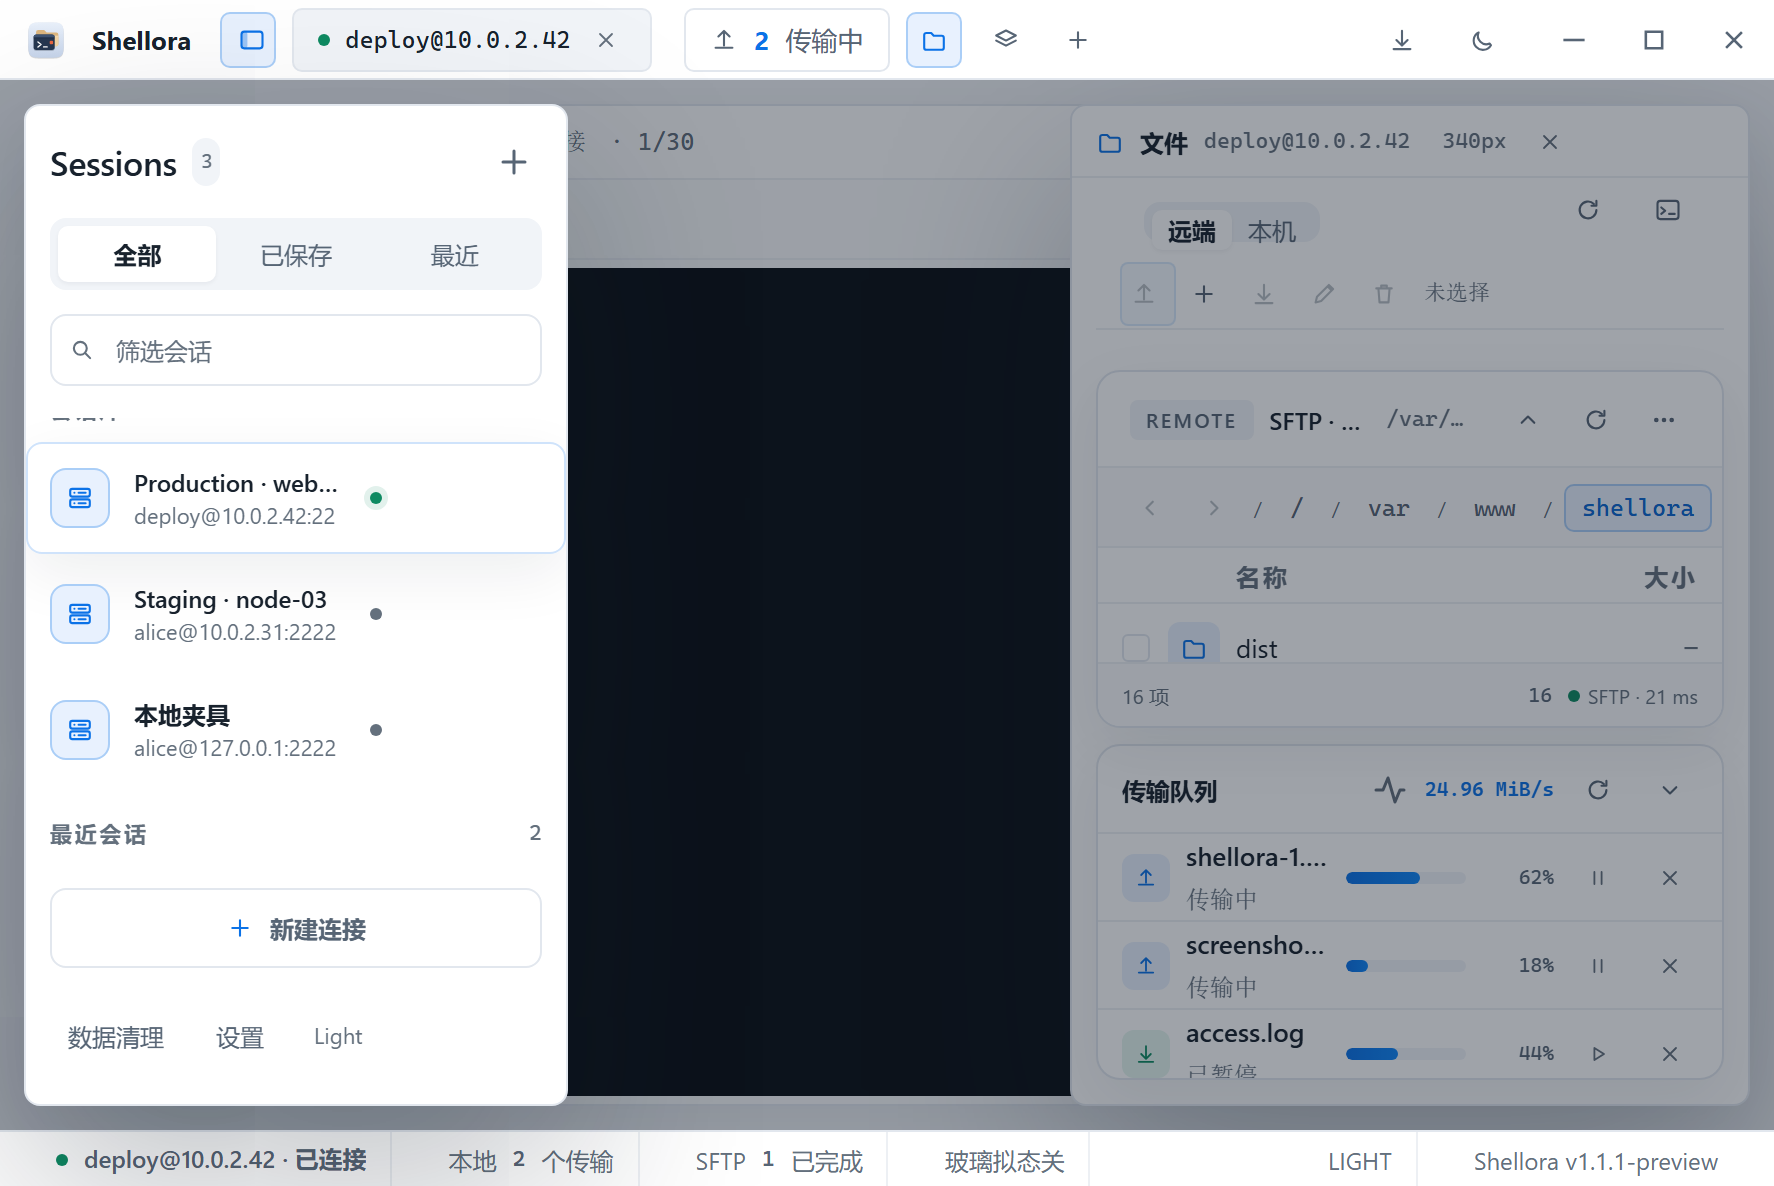 Shellora
deploy@10.0.2.42
2 传输中
Sessions 3
全部 已保存 最近
筛选会话
Production · web...
deploy@10.0.2.42:22
Staging · node-03
alice@10.0.2.31:2222
本地夹具
alice@127.0.0.1:2222
最近会话 2
新建连接
数据清理 设置 Light
接 · 1/30
文件 deploy@10.0.2.42 340px
远端 本机
未选择
REMOTE SFTP · ... /var/...
/ / / var / www / shellora
名称 大小
dist —
16 项 16 SFTP · 21 ms
传输队列 24.96 MiB/s
shellora-1....
传输中
62%
screensho...
传输中
18%
access.log
已暂停
44%
deploy@10.0.2.42 · 已连接 本地 2 个传输 SFTP 1 已完成 玻璃拟态关 LIGHT Shellora v1.1.1-preview